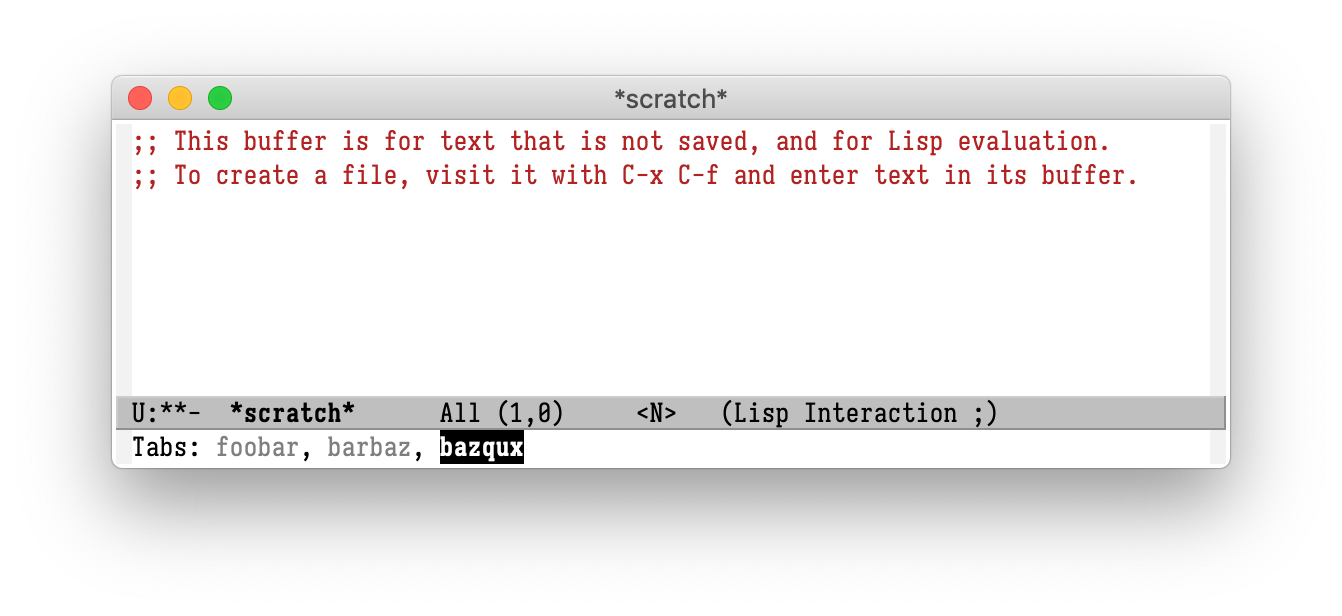 *scratch*
;; This buffer is for text that is not saved, and for Lisp evaluation.
;; To create a file, visit it with C-x C-f and enter text in its buffer.
U:**-  *scratch*      All (1,0)     <N>   (Lisp Interaction ;)
Tabs: foobar, barbaz, bazqux